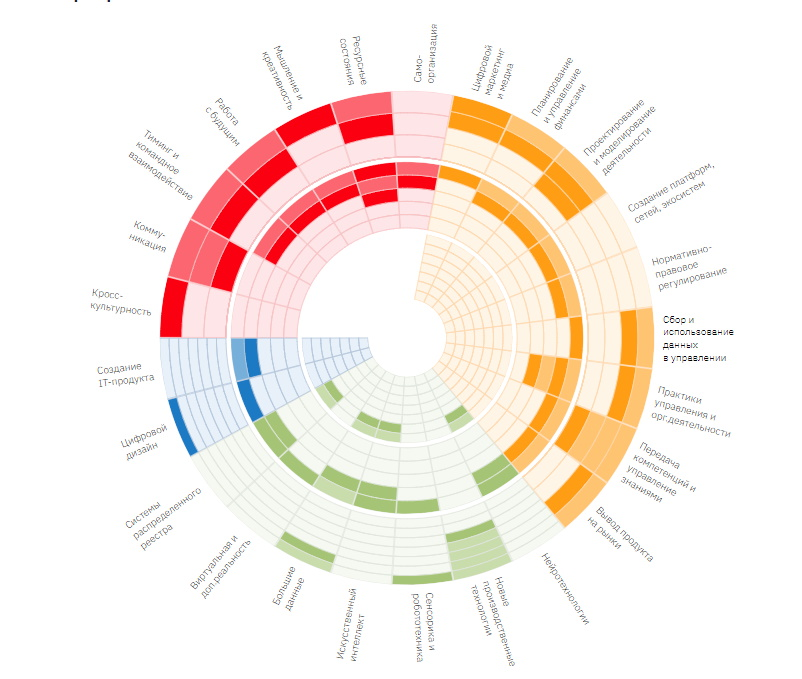 Само-
организация
Цифровой
маркетинг
и медиа
Планирование
и управление
финансами
Проектирование
и моделирование
деятельности
Создание платформ,
сетей, экосистем
Нормативно-
правовое
регулирование
Сбор и
использование
данных
в управлении
Практики
управления и
орг.деятельности
Передача
компетенций и
управление
знаниями
Вывод продукта
на рынки
Нейротехнологии
Новые
производственные
технологии
Сенсорика и
робототехника
Искусственный
интеллект
Большие
данные
Виртуальная и
доп.реальность
Системы
распределенного
реестра
Цифровой
дизайн
Создание
IT-продукта
Кросс-
культурность
Комму-
никация
Тиминг и
командное
взаимодействие
Работа
с будущим
Мышление и
креативность
Ресурсные
состояния